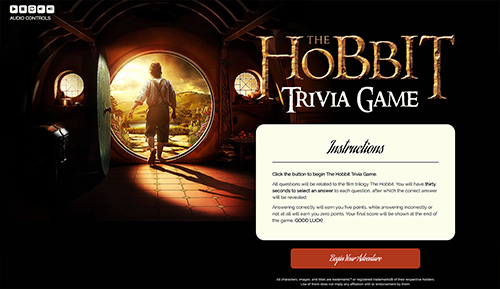 AUDIO CONTROLS
THE
HOBBIT
TRIVIA GAME
Instructions
Click the button to begin The Hobbit Trivia Game.
All questions will be related to the film trilogy The Hobbit. You will have thirty
seconds to select an answer to each question, after which the correct answer
will be revealed.
Answering correctly will earn you five points, while answering incorrectly or
not at all will earn you zero points. Your final score will be shown at the end
of the game. GOOD LUCK!
Begin Your Adventure
All characters, images, and titles are trademarks™ or registered trademarks® of their respective holders.
Use of them does not imply any affiliation with or endorsement by them.